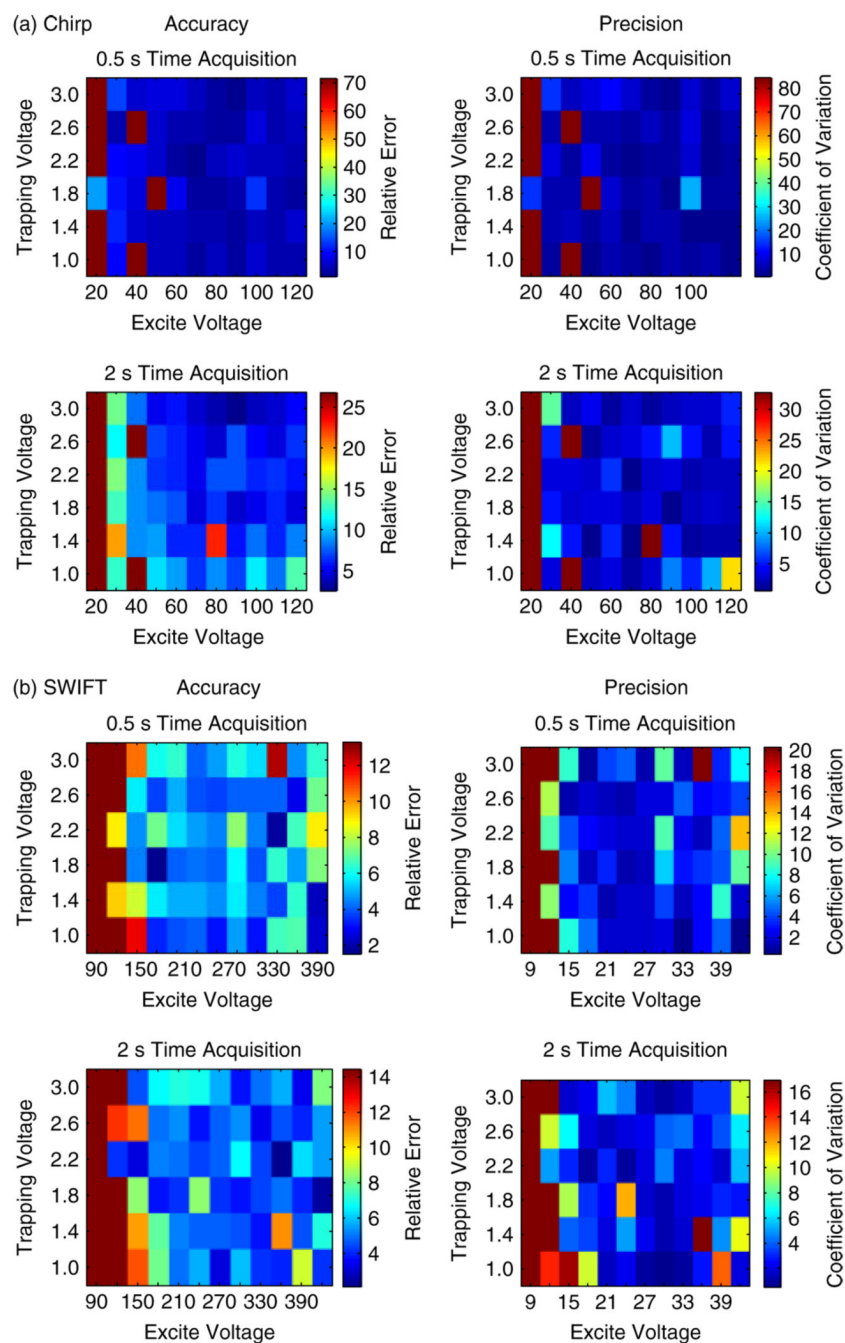 (a) Chirp Accuracy Precision
0.5 s Time Acquisition 0.5 s Time Acquisition
Trapping Voltage
3.0
2.6
2.2
1.8
1.4
1.0
20 40 60 80 100 120
Excite Voltage
70
60
50
40
30
20
10
Relative Error
Trapping Voltage
3.0
2.6
2.2
1.8
1.4
1.0
20 40 60 80 100
Excite Voltage
80
70
60
50
40
30
20
10
Coefficient of Variation
2 s Time Acquisition 2 s Time Acquisition
Trapping Voltage
3.0
2.6
2.2
1.8
1.4
1.0
20 40 60 80 100 120
Excite Voltage
25
20
15
10
5
Relative Error
Trapping Voltage
3.0
2.6
2.2
1.8
1.4
1.0
20 40 60 80 100 120
Excite Voltage
30
25
20
15
10
5
Coefficient of Variation
(b) SWIFT Accuracy Precision
0.5 s Time Acquisition 0.5 s Time Acquisition
Trapping Voltage
3.0
2.6
2.2
1.8
1.4
1.0
90 150 210 270 330 390
Excite Voltage
12
10
8
6
4
2
Relative Error
Trapping Voltage
3.0
2.6
2.2
1.8
1.4
1.0
9 15 21 27 33 39
Excite Voltage
20
18
16
14
12
10
8
6
4
2
Coefficient of Variation
2 s Time Acquisition 2 s Time Acquisition
Trapping Voltage
3.0
2.6
2.2
1.8
1.4
1.0
90 150 210 270 330 390
Excite Voltage
14
12
10
8
6
4
Relative Error
Trapping Voltage
3.0
2.6
2.2
1.8
1.4
1.0
9 15 21 27 33 39
Excite Voltage
16
14
12
10
8
6
4
Coefficient of Variation